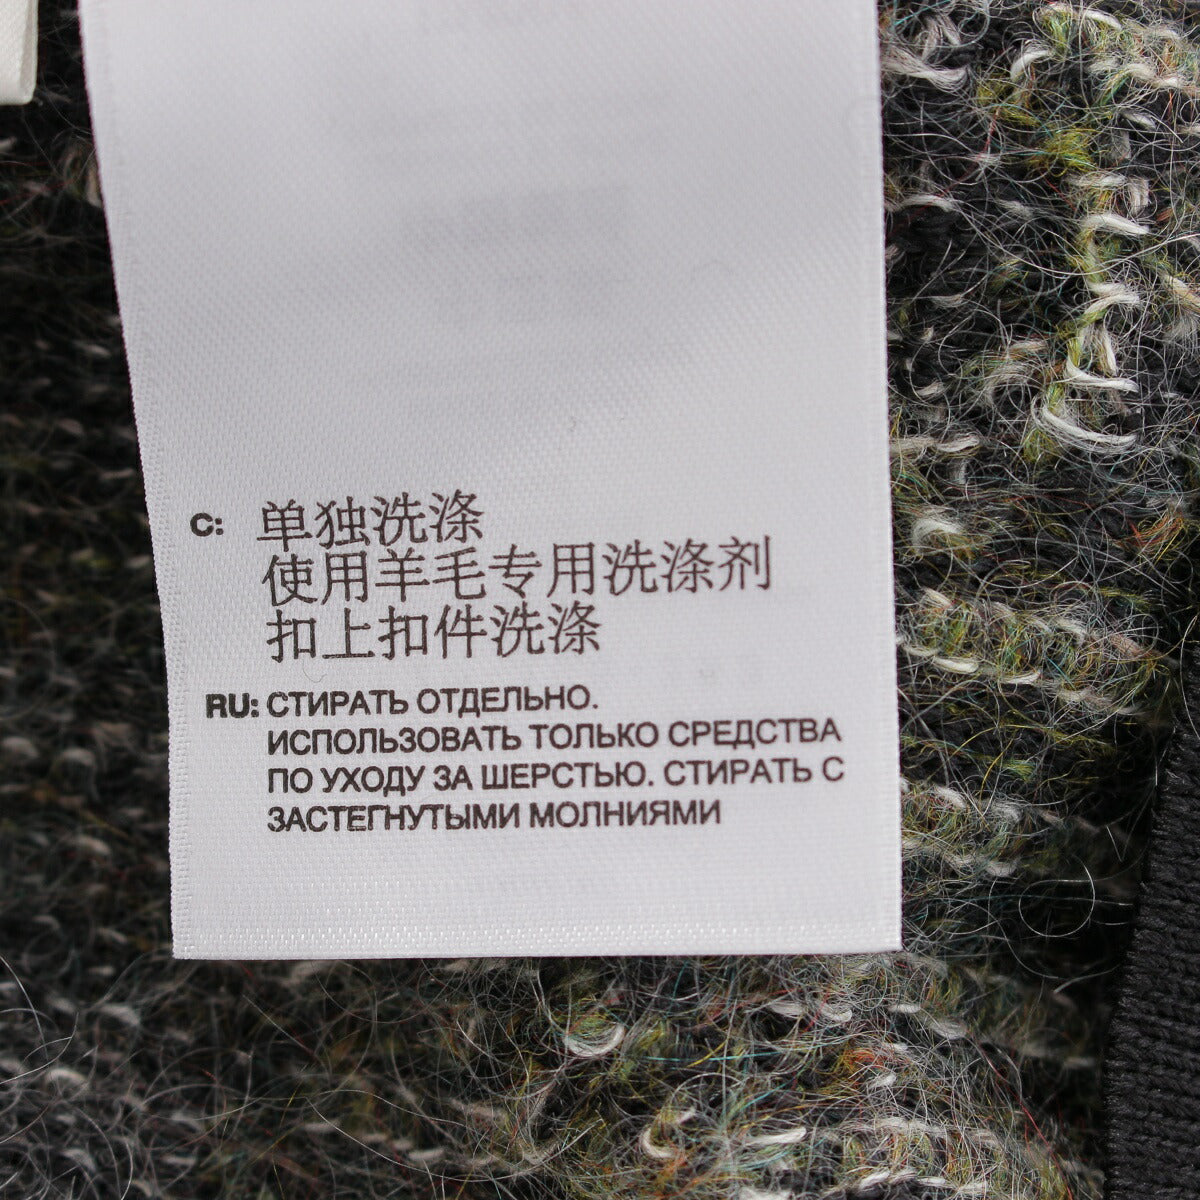 C: 单独洗涤
使用羊毛专用洗涤剂
扣上扣件洗涤
RU: СТИРАТЬ ОТДЕЛЬНО.
ИСПОЛЬЗОВАТЬ ТОЛЬКО СРЕДСТВА
ПО УХОДУ ЗА ШЕРСТЬЮ. СТИРАТЬ С
ЗАСТЕГНУТЫМИ МОЛНИЯМИ